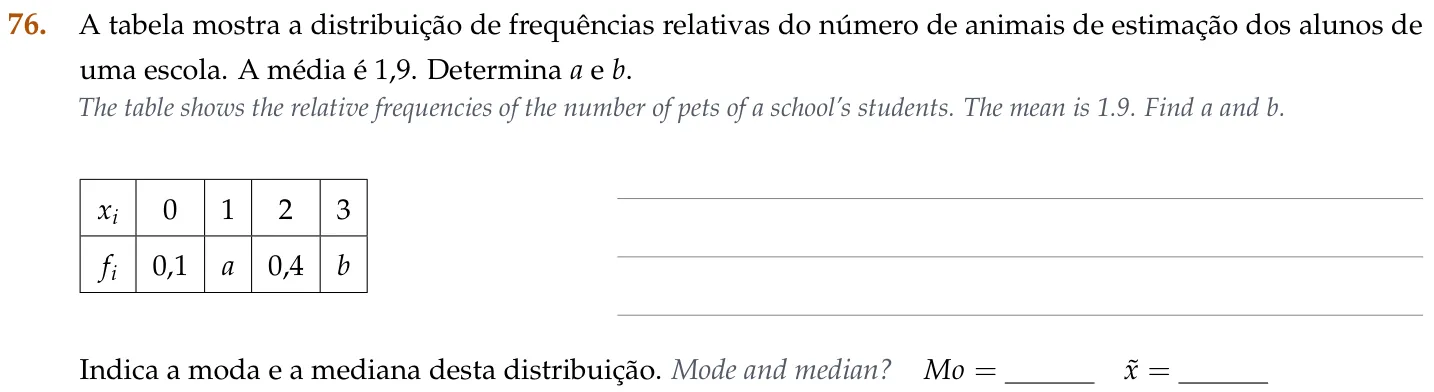 76. A tabela mostra a distribuição de frequências relativas do número de animais de estimação dos alunos de
uma escola. A média é 1,9. Determina a e b.
The table shows the relative frequencies of the number of pets of a school's students. The mean is 1.9. Find a and b.
xᵢ 0 1 2 3
fᵢ 0,1 a 0,4 b
Indica a moda e a mediana desta distribuição. Mode and median? Mo = ______ x̃ = ______